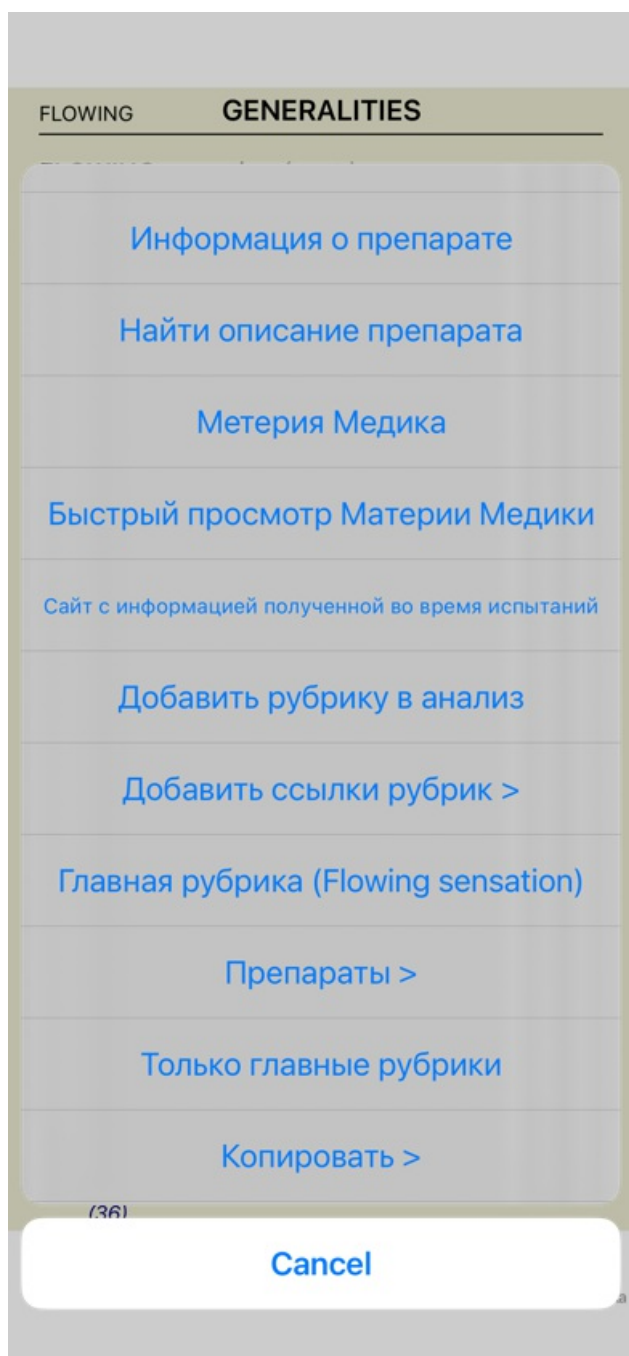 FLOWING GENERALITIES
Информация о препарате
Найти описание препарата
Метерия Медика
Быстрый просмотр Материи Медики
Сайт с информацией полученной во время испытаний
Добавить рубрику в анализ
Добавить ссылки рубрик >
Главная рубрика (Flowing sensation)
Препараты >
Только главные рубрики
Копировать >
(36)
Cancel